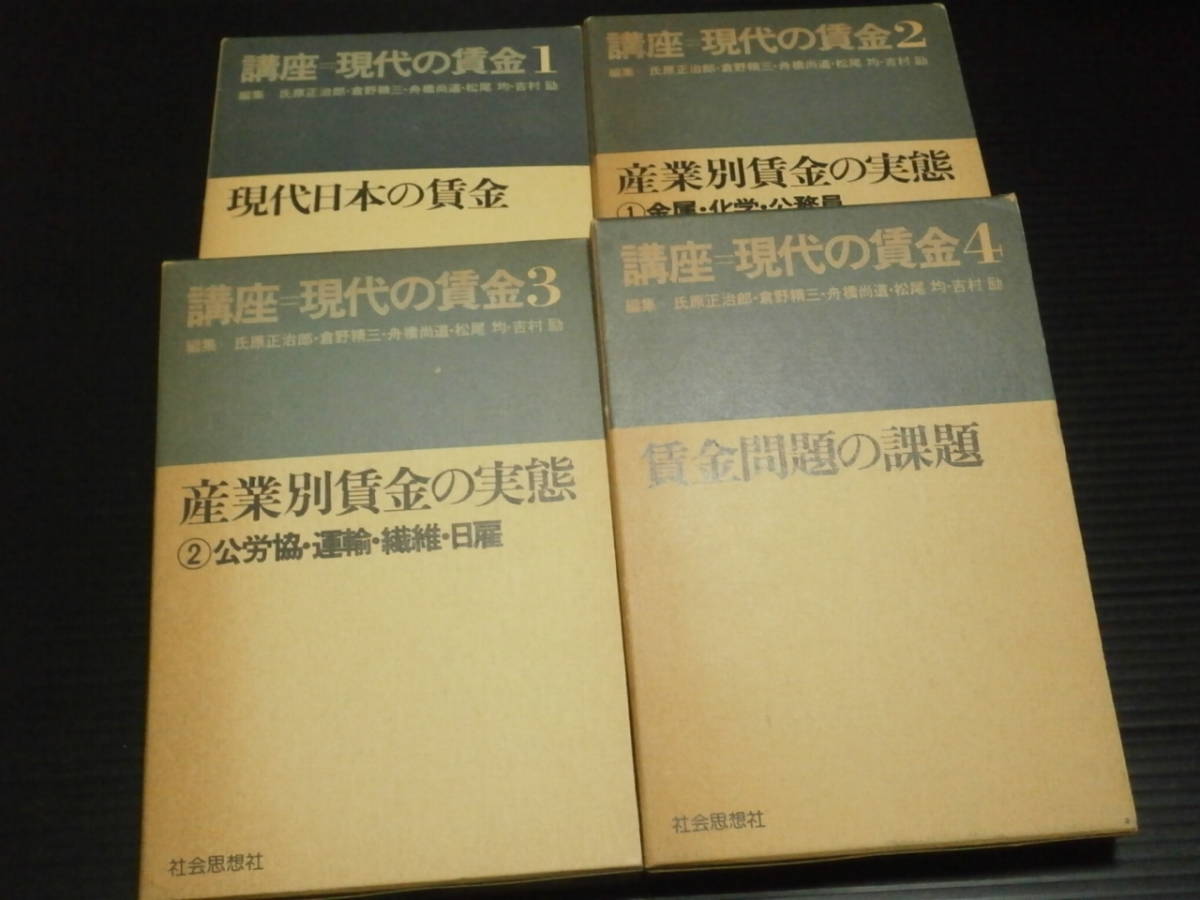 講座=現代の賃金1
編集 氏原正治郎・倉野精三・舟橋尚道・松尾 均・吉村 励
現代日本の賃金
講座=現代の賃金2
編集 氏原正治郎・倉野精三・舟橋尚道・松尾 均・吉村 励
産業別賃金の実態
①金属・化学・公務員
講座=現代の賃金3
編集 氏原正治郎・倉野精三・舟橋尚道・松尾 均・吉村 励
産業別賃金の実態
②公労協・運輸・繊維・日雇
社会思想社
講座=現代の賃金4
編集 氏原正治郎・倉野精三・舟橋尚道・松尾 均・吉村 励
賃金問題の課題
社会思想社